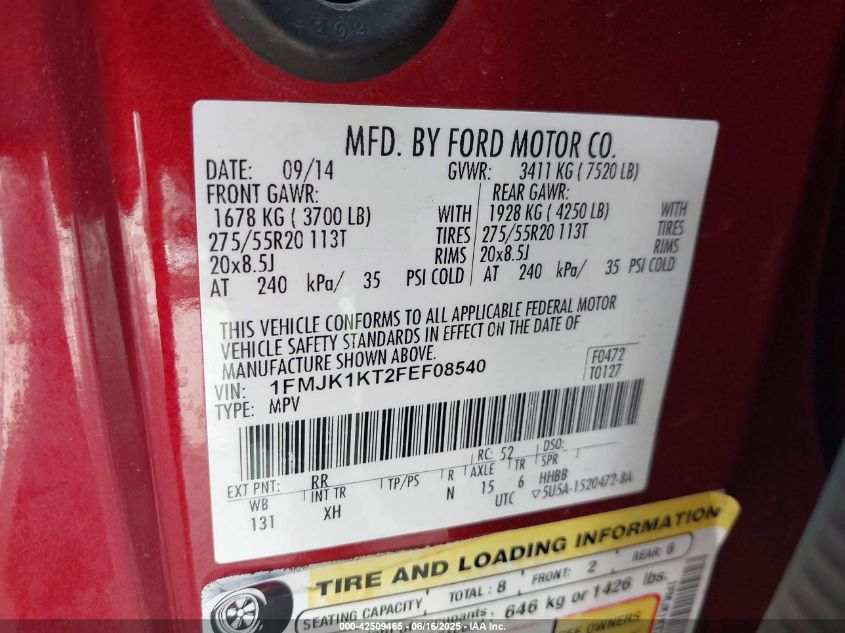 MFD. BY FORD MOTOR CO.
DATE: 09/14 GVWR: 3411 KG ( 7520 LB)
FRONT GAWR: REAR GAWR:
1678 KG ( 3700 LB) WITH 1928 KG ( 4250 LB) WITH
275/55R20 113T TIRES 275/55R20 113T TIRES
20x8.5J RIMS 20x8.5J RIMS
AT 240 kPa/ 35 PSI COLD AT 240 kPa/ 35 PSI COLD
THIS VEHICLE CONFORMS TO ALL APPLICABLE FEDERAL MOTOR
VEHICLE SAFETY STANDARDS IN EFFECT ON THE DATE OF
MANUFACTURE SHOWN ABOVE.
VIN: 1FMJK1KT2FEF08540 F0472
TYPE: MPV T0127
RC: 52 DSO:
EXT PNT: RR
WB INT TR TP/PS R AXLE TR SPR
131 XH N 15 6 HHBB
UTC 5U5A-1520472-BA
TIRE AND LOADING INFORMATION
SEATING CAPACITY TOTAL : 8 FRONT: 2 REAR: 6
646 kg or 1426 lbs.
SEE OWNERS
000-42509465 - 06/16/2025 - IAA Inc.